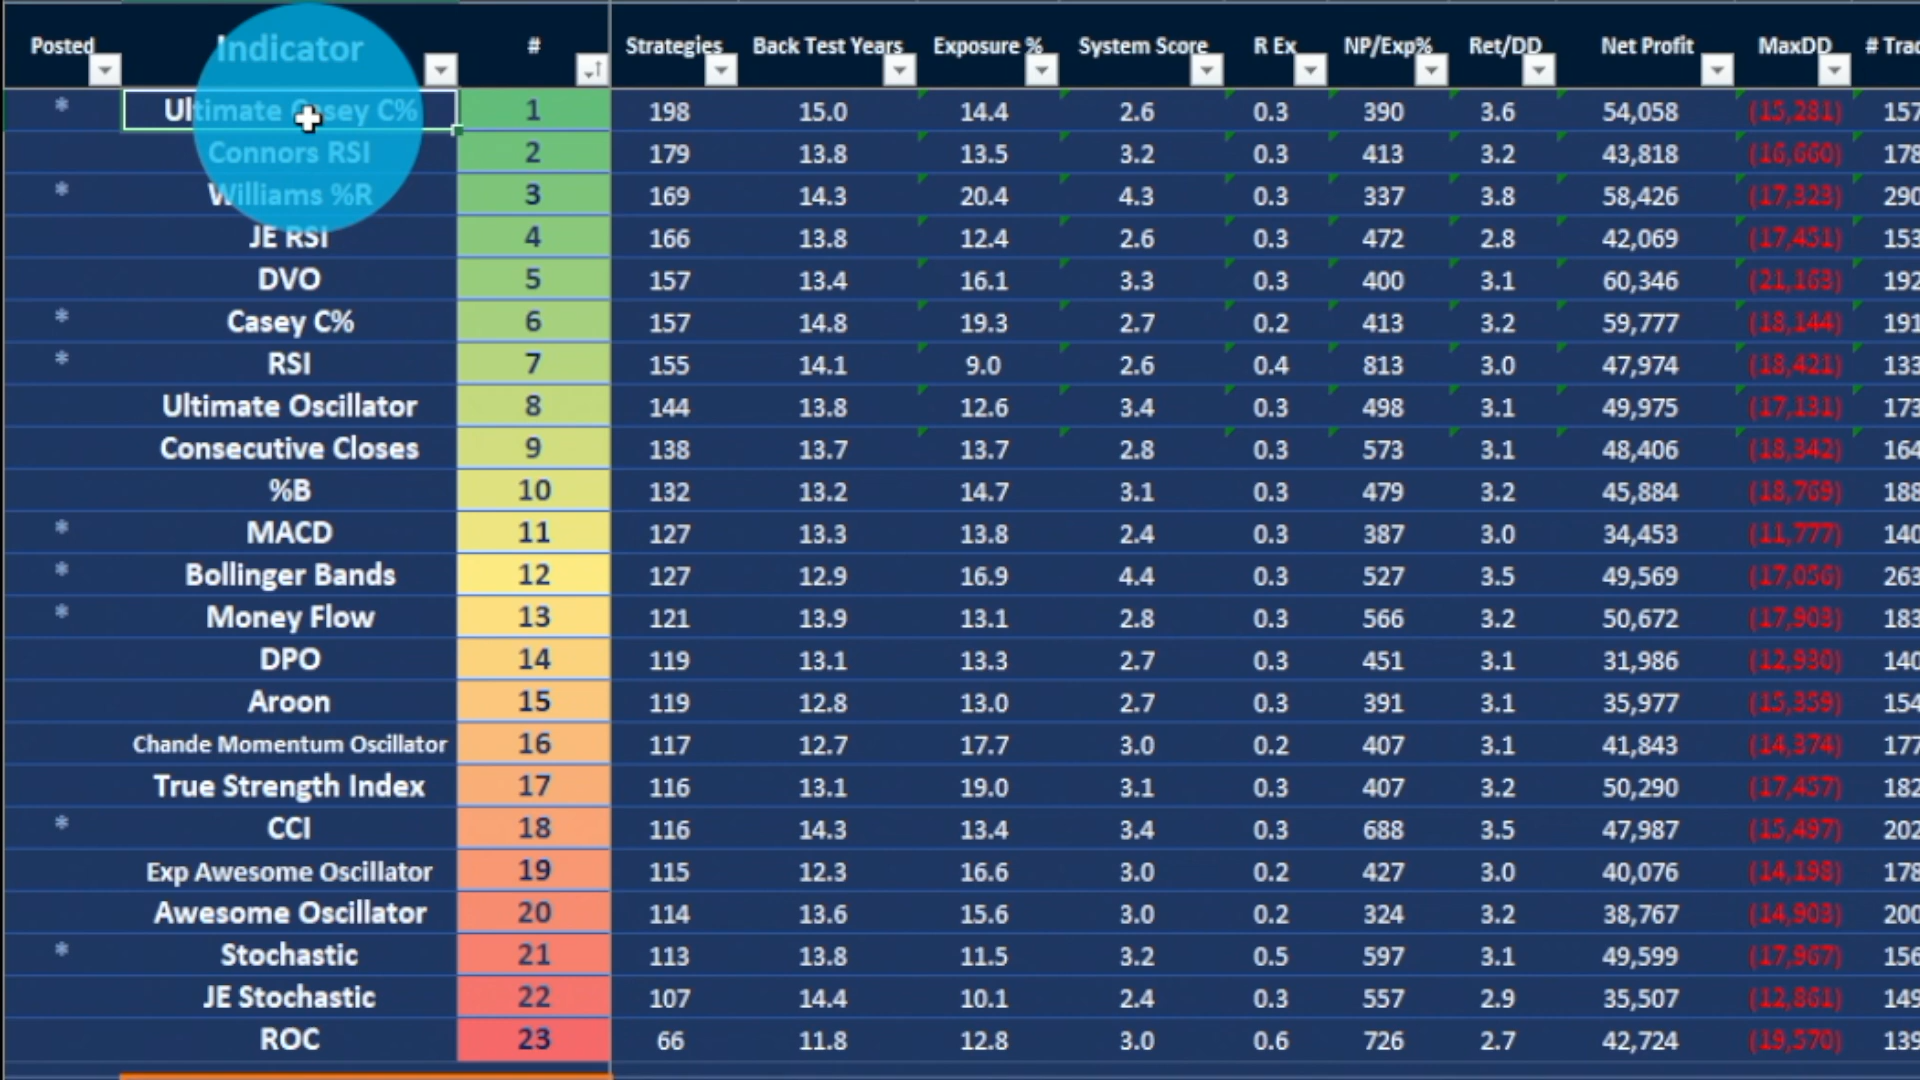 Posted Indicator # Strategies Back Test Years Exposure % System Score R Ex NP/Exp% Ret/DD Net Profit MaxDD # Trad
* Ultimate Casey C% 1 198 15.0 14.4 2.6 0.3 390 3.6 54,058 (15,281) 157
Connors RSI 2 179 13.8 13.5 3.2 0.3 413 3.2 43,818 (16,660) 178
* Williams %R 3 169 14.3 20.4 4.3 0.3 337 3.8 58,426 (17,323) 290
JE RSI 4 166 13.8 12.4 2.6 0.3 472 2.8 42,069 (17,451) 153
DVO 5 157 13.4 16.1 3.3 0.3 400 3.1 60,346 (21,163) 192
* Casey C% 6 157 14.8 19.3 2.7 0.2 413 3.2 59,777 (18,144) 191
* RSI 7 155 14.1 9.0 2.6 0.4 813 3.0 47,974 (18,421) 133
Ultimate Oscillator 8 144 13.8 12.6 3.4 0.3 498 3.1 49,975 (17,131) 173
Consecutive Closes 9 138 13.7 13.7 2.8 0.3 573 3.1 48,406 (18,342) 164
%B 10 132 13.2 14.7 3.1 0.3 479 3.2 45,884 (18,769) 188
* MACD 11 127 13.3 13.8 2.4 0.3 387 3.0 34,453 (11,777) 140
* Bollinger Bands 12 127 12.9 16.9 4.4 0.3 527 3.5 49,569 (17,056) 263
* Money Flow 13 121 13.9 13.1 2.8 0.3 566 3.2 50,672 (17,903) 183
DPO 14 119 13.1 13.3 2.7 0.3 451 3.1 31,986 (12,930) 140
Aroon 15 119 12.8 13.0 2.7 0.3 391 3.1 35,977 (15,359) 154
Chande Momentum Oscillator 16 117 12.7 17.7 3.0 0.2 407 3.1 41,843 (14,374) 177
True Strength Index 17 116 13.1 19.0 3.1 0.3 407 3.2 50,290 (17,457) 182
* CCI 18 116 14.3 13.4 3.4 0.3 688 3.5 47,987 (15,497) 202
Exp Awesome Oscillator 19 115 12.3 16.6 3.0 0.2 427 3.0 40,076 (14,198) 178
Awesome Oscillator 20 114 13.6 15.6 3.0 0.2 324 3.2 38,767 (14,903) 200
* Stochastic 21 113 13.8 11.5 3.2 0.5 597 3.1 49,599 (17,967) 156
JE Stochastic 22 107 14.4 10.1 2.4 0.3 557 2.9 35,507 (12,861) 149
ROC 23 66 11.8 12.8 3.0 0.6 726 2.7 42,724 (19,570) 139